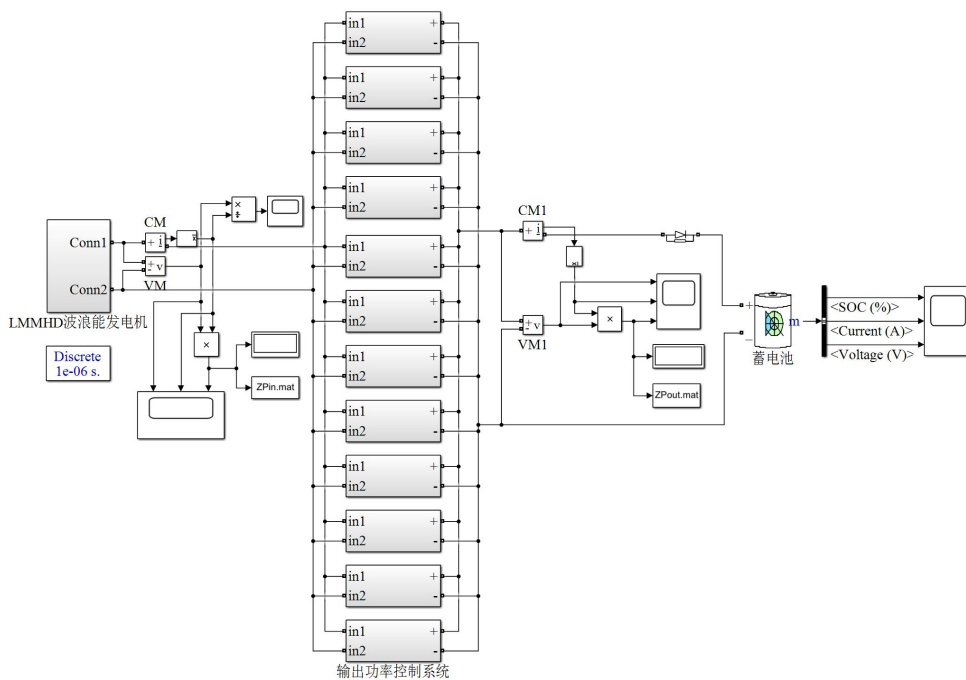 in1 +
in2 -
in1 +
in2 -
in1 +
in2 -
in1 +
in2 -
in1 +
in2 -
in1 +
in2 -
in1 +
in2 -
in1 +
in2 -
in1 +
in2 -
in1 +
in2 -
in1 +
in2 -
in1 +
in2 -
输出功率控制系统
Conn1
Conn2
LMMHD波浪能发电机
Discrete
1e-06 s.
CM
+ i
-
VM
+ v
-
×
÷
×
ZPin.mat
CM1
+ i
-
VM1
+ v
-
×
ZPout.mat
+
m
–
蓄电池
<SOC (%)>
<Current (A)>
<Voltage (V)>